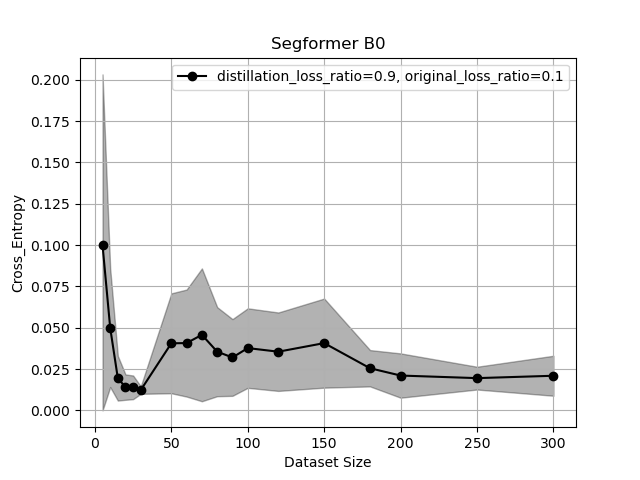 Segformer B0
distillation_loss_ratio=0.9, original_loss_ratio=0.1
Cross_Entropy
0.200
0.175
0.150
0.125
0.100
0.075
0.050
0.025
0.000
0 50 100 150 200 250 300
Dataset Size